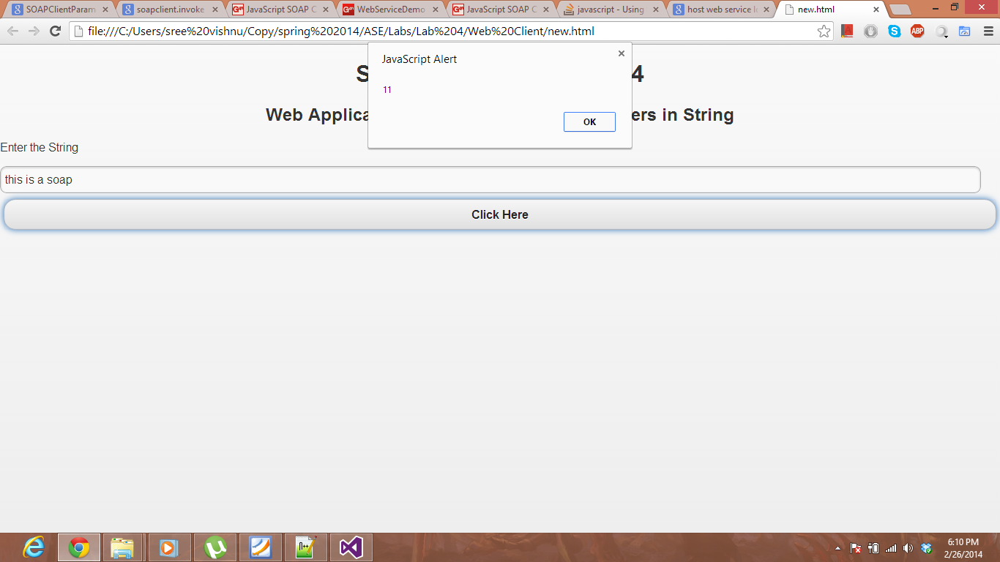 SOAPClientParam
soapclient.invoke
JavaScript SOAP C
WebServiceDemo
JavaScript SOAP C
javascript - Using
host web service lo
new.html
file:///C:/Users/sree%20vishnu/Copy/spring%202014/ASE/Labs/Lab%204/Web%20Client/new.html
ABP
JavaScript Alert
S 4
11
Web Applica ers in String
OK
Enter the String
this is a soap
Click Here
6:10 PM
2/26/2014